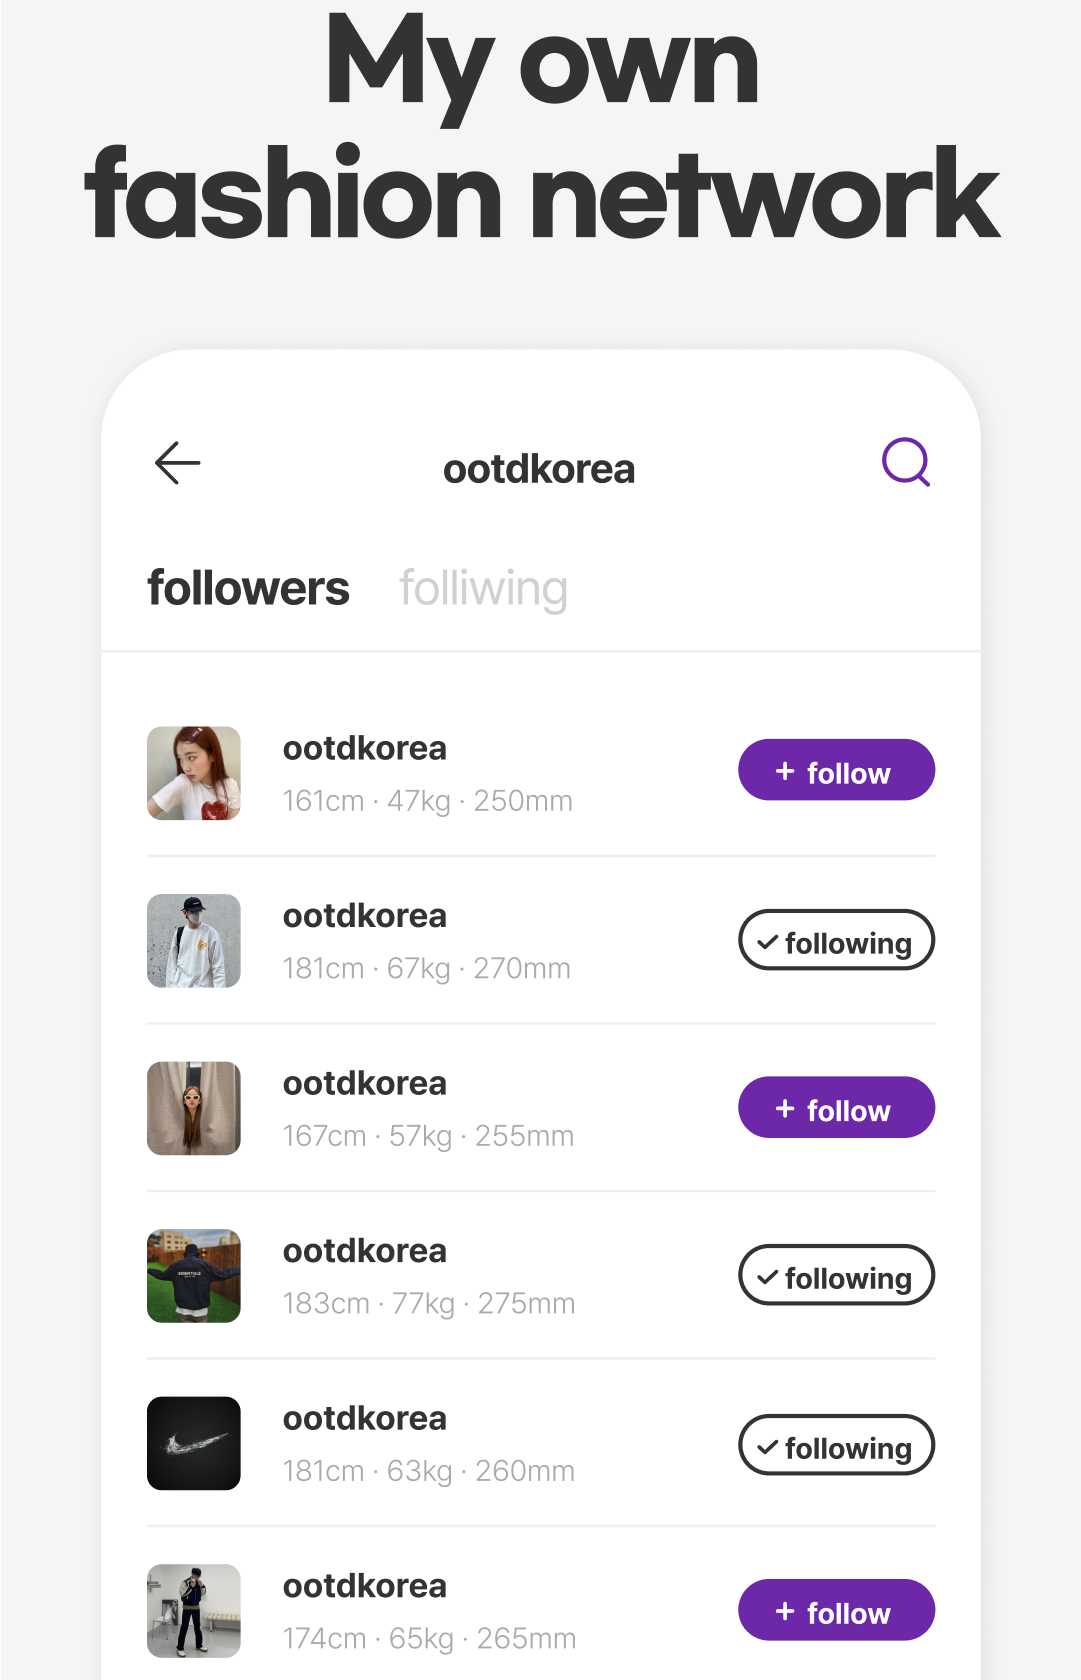 My own
fashion network
ootdkorea
followers folliwing
ootdkorea
161cm · 47kg · 250mm
+ follow
ootdkorea
181cm · 67kg · 270mm
✓ following
ootdkorea
167cm · 57kg · 255mm
+ follow
ootdkorea
183cm · 77kg · 275mm
✓ following
ootdkorea
181cm · 63kg · 260mm
✓ following
ootdkorea
174cm · 65kg · 265mm
+ follow